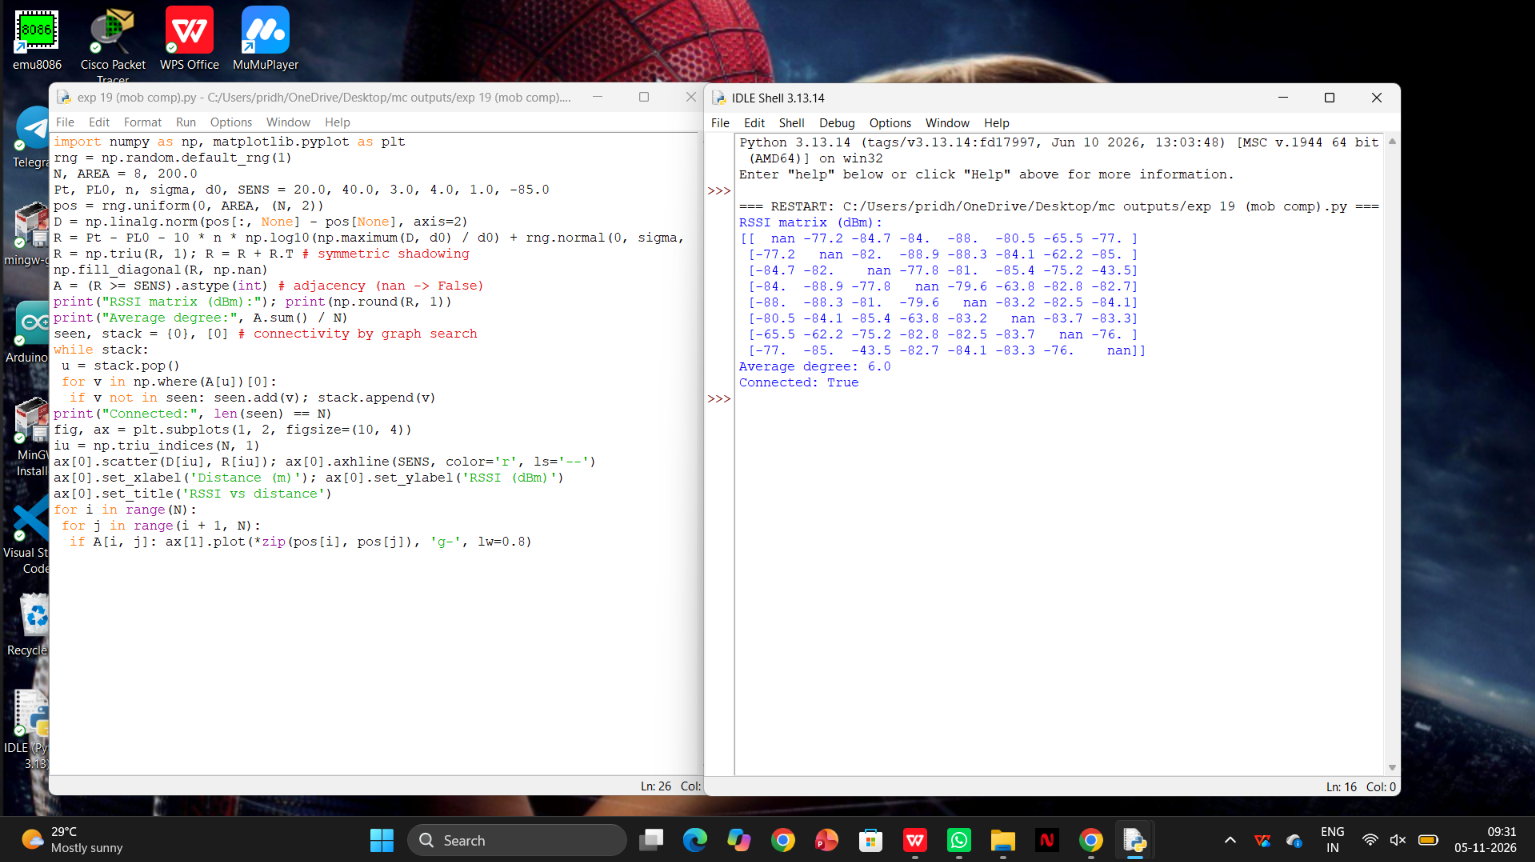 emu8086
Cisco Packet
Tracer
WPS Office
MuMuPlayer
8086
exp 19 (mob comp).py - C:/Users/pridh/OneDrive/Desktop/mc outputs/exp 19 (mob comp)....
File Edit Format Run Options Window Help
import numpy as np, matplotlib.pyplot as plt
rng = np.random.default_rng(1)
N, AREA = 8, 200.0
Pt, PL0, n, sigma, d0, SENS = 20.0, 40.0, 3.0, 4.0, 1.0, -85.0
pos = rng.uniform(0, AREA, (N, 2))
D = np.linalg.norm(pos[:, None] - pos[None], axis=2)
R = Pt - PL0 - 10 * n * np.log10(np.maximum(D, d0) / d0) + rng.normal(0, sigma,
R = np.triu(R, 1); R = R + R.T # symmetric shadowing
np.fill_diagonal(R, np.nan)
A = (R >= SENS).astype(int) # adjacency (nan -> False)
print("RSSI matrix (dBm):"); print(np.round(R, 1))
print("Average degree:", A.sum() / N)
seen, stack = {0}, [0] # connectivity by graph search
while stack:
 u = stack.pop()
 for v in np.where(A[u])[0]:
  if v not in seen: seen.add(v); stack.append(v)
print("Connected:", len(seen) == N)
fig, ax = plt.subplots(1, 2, figsize=(10, 4))
iu = np.triu_indices(N, 1)
ax[0].scatter(D[iu], R[iu]); ax[0].axhline(SENS, color='r', ls='--')
ax[0].set_xlabel('Distance (m)'); ax[0].set_ylabel('RSSI (dBm)')
ax[0].set_title('RSSI vs distance')
for i in range(N):
 for j in range(i + 1, N):
  if A[i, j]: ax[1].plot(*zip(pos[i], pos[j]), 'g-', lw=0.8)
Ln: 26 Col:
IDLE Shell 3.13.14
File Edit Shell Debug Options Window Help
Python 3.13.14 (tags/v3.13.14:fd17997, Jun 10 2026, 13:03:48) [MSC v.1944 64 bit
 (AMD64)] on win32
Enter "help" below or click "Help" above for more information.
>>>
=== RESTART: C:/Users/pridh/OneDrive/Desktop/mc outputs/exp 19 (mob comp).py ===
RSSI matrix (dBm):
[[  nan -77.2 -84.7 -84.  -88.  -80.5 -65.5 -77. ]
 [-77.2   nan -82.  -88.9 -88.3 -84.1 -62.2 -85. ]
 [-84.7 -82.    nan -77.8 -81.  -85.4 -75.2 -43.5]
 [-84.  -88.9 -77.8   nan -79.6 -63.8 -82.8 -82.7]
 [-88.  -88.3 -81.  -79.6   nan -83.2 -82.5 -84.1]
 [-80.5 -84.1 -85.4 -63.8 -83.2   nan -83.7 -83.3]
 [-65.5 -62.2 -75.2 -82.8 -82.5 -83.7   nan -76. ]
 [-77.  -85.  -43.5 -82.7 -84.1 -83.3 -76.    nan]]
Average degree: 6.0
Connected: True
>>>
Ln: 16 Col: 0
Telegra
mingw-g
Arduino
MinGW
Install
Visual St
Code
Recycle
IDLE (Py
3.13)
29°C
Mostly sunny
Search
ENG
IN
09:31
05-11-2026